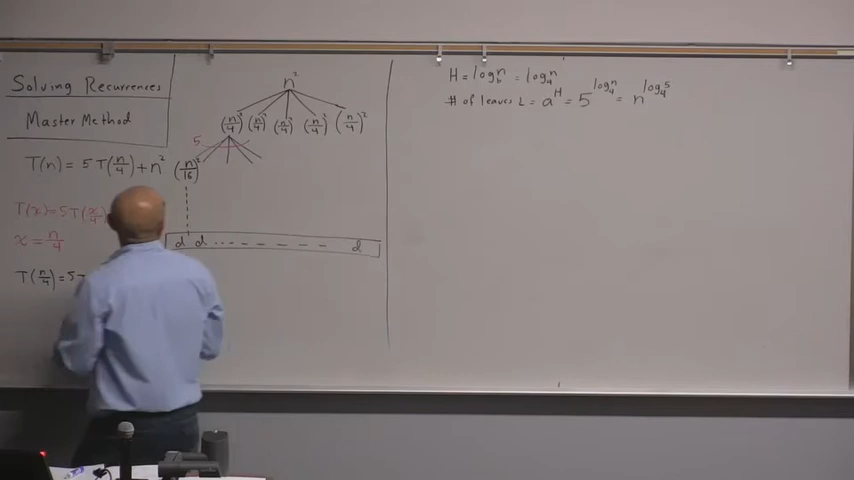 Solving Recurrences
Master Method
T(n) = 5T(n/4) + n²
T(x) = 5T(x/4)
x = n/4
T(n/4) = 5T
n²
(n/4)² (n/4)² (n/4)² (n/4)² (n/4)²
5
(n/16)²
d d ... - - - - - - d
H = log_b^n = log_4^n
# of leaves L = a^H = 5^{log_4^n} = n^{log_4^5}